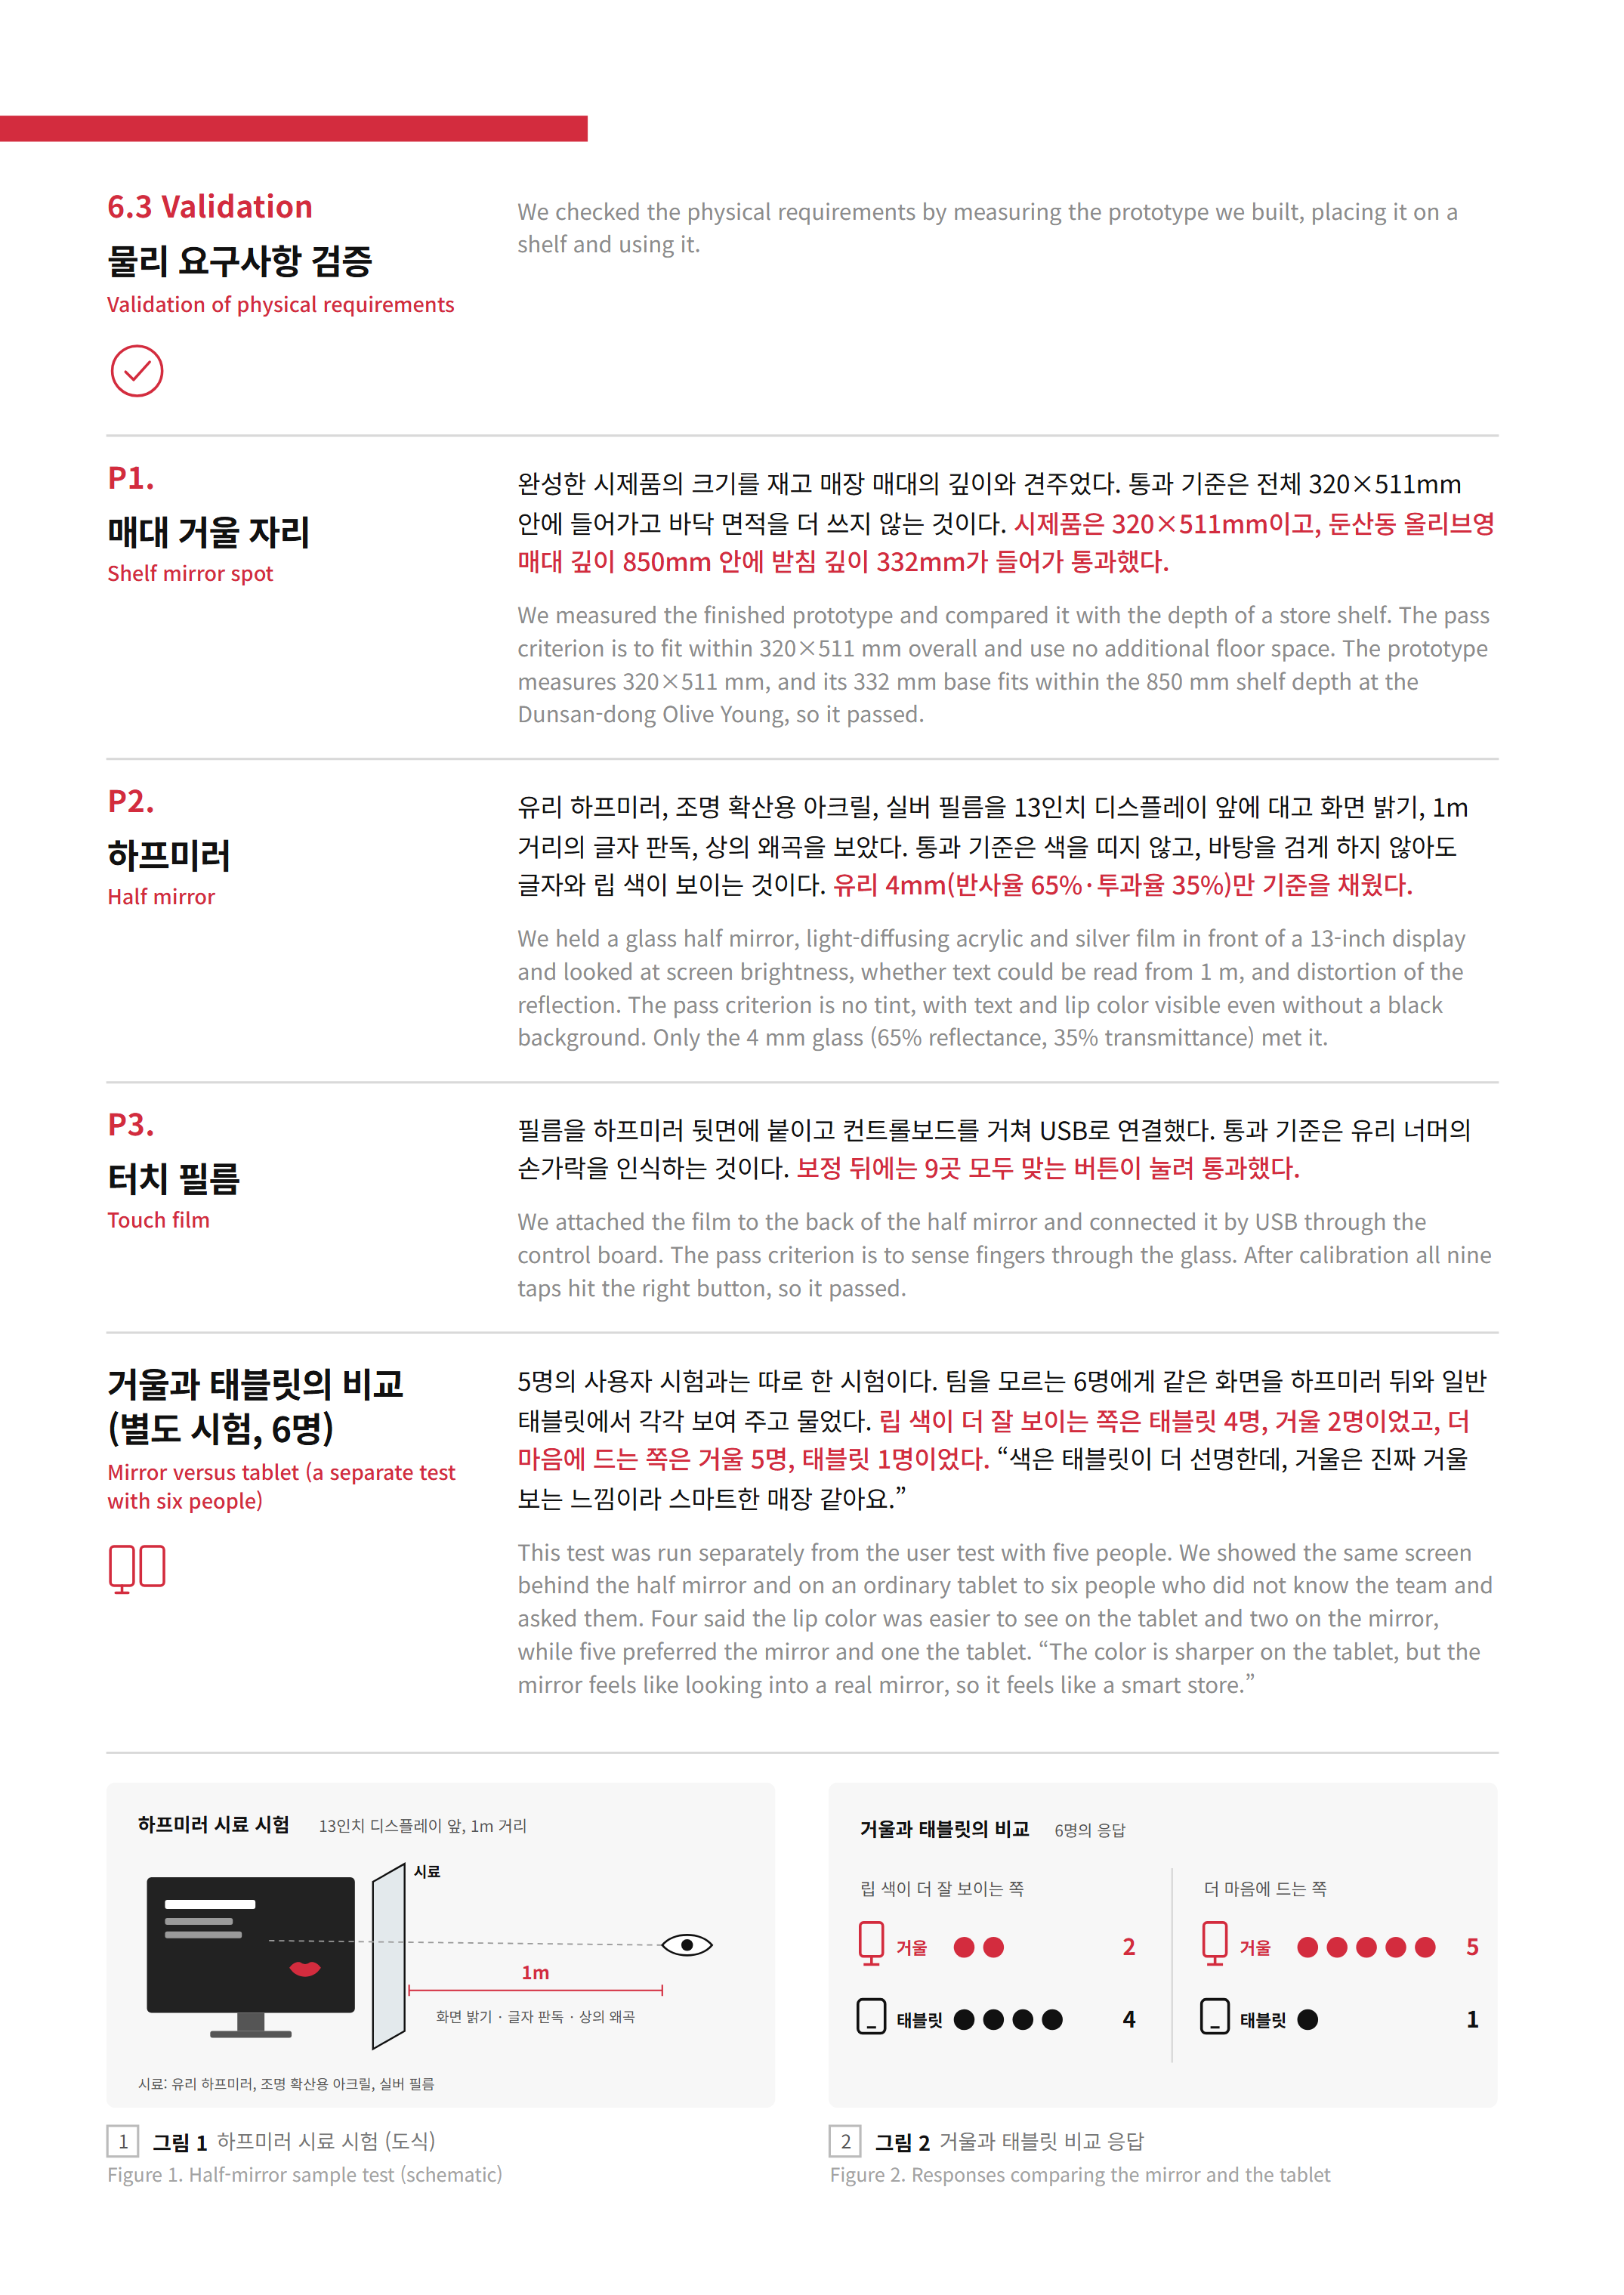 6.3 Validation
물리 요구사항 검증
Validation of physical requirements
We checked the physical requirements by measuring the prototype we built, placing it on a
shelf and using it.
P1.
매대 거울 자리
Shelf mirror spot
완성한 시제품의 크기를 재고 매장 매대의 깊이와 견주었다. 통과 기준은 전체 320×511mm
안에 들어가고 바닥 면적을 더 쓰지 않는 것이다. 시제품은 320×511mm이고, 둔산동 올리브영
매대 깊이 850mm 안에 받침 깊이 332mm가 들어가 통과했다.
We measured the finished prototype and compared it with the depth of a store shelf. The pass
criterion is to fit within 320×511 mm overall and use no additional floor space. The prototype
measures 320×511 mm, and its 332 mm base fits within the 850 mm shelf depth at the
Dunsan-dong Olive Young, so it passed.
P2.
하프미러
Half mirror
유리 하프미러, 조명 확산용 아크릴, 실버 필름을 13인치 디스플레이 앞에 대고 화면 밝기, 1m
거리의 글자 판독, 상의 왜곡을 보았다. 통과 기준은 색을 띠지 않고, 바탕을 검게 하지 않아도
글자와 립 색이 보이는 것이다. 유리 4mm(반사율 65%·투과율 35%)만 기준을 채웠다.
We held a glass half mirror, light-diffusing acrylic and silver film in front of a 13-inch display
and looked at screen brightness, whether text could be read from 1 m, and distortion of the
reflection. The pass criterion is no tint, with text and lip color visible even without a black
background. Only the 4 mm glass (65% reflectance, 35% transmittance) met it.
P3.
터치 필름
Touch film
필름을 하프미러 뒷면에 붙이고 컨트롤보드를 거쳐 USB로 연결했다. 통과 기준은 유리 너머의
손가락을 인식하는 것이다. 보정 뒤에는 9곳 모두 맞는 버튼이 눌려 통과했다.
We attached the film to the back of the half mirror and connected it by USB through the
control board. The pass criterion is to sense fingers through the glass. After calibration all nine
taps hit the right button, so it passed.
거울과 태블릿의 비교
(별도 시험, 6명)
Mirror versus tablet (a separate test
with six people)
5명의 사용자 시험과는 따로 한 시험이다. 팀을 모르는 6명에게 같은 화면을 하프미러 뒤와 일반
태블릿에서 각각 보여 주고 물었다. 립 색이 더 잘 보이는 쪽은 태블릿 4명, 거울 2명이었고, 더
마음에 드는 쪽은 거울 5명, 태블릿 1명이었다. “색은 태블릿이 더 선명한데, 거울은 진짜 거울
보는 느낌이라 스마트한 매장 같아요.”
This test was run separately from the user test with five people. We showed the same screen
behind the half mirror and on an ordinary tablet to six people who did not know the team and
asked them. Four said the lip color was easier to see on the tablet and two on the mirror,
while five preferred the mirror and one the tablet. “The color is sharper on the tablet, but the
mirror feels like looking into a real mirror, so it feels like a smart store.”
하프미러 시료 시험 13인치 디스플레이 앞, 1m 거리
시료
1m
화면 밝기 · 글자 판독 · 상의 왜곡
시료: 유리 하프미러, 조명 확산용 아크릴, 실버 필름
1 그림 1 하프미러 시료 시험 (도식)
Figure 1. Half-mirror sample test (schematic)
거울과 태블릿의 비교 6명의 응답
립 색이 더 잘 보이는 쪽
거울 2
태블릿 4
더 마음에 드는 쪽
거울 5
태블릿 1
2 그림 2 거울과 태블릿 비교 응답
Figure 2. Responses comparing the mirror and the tablet